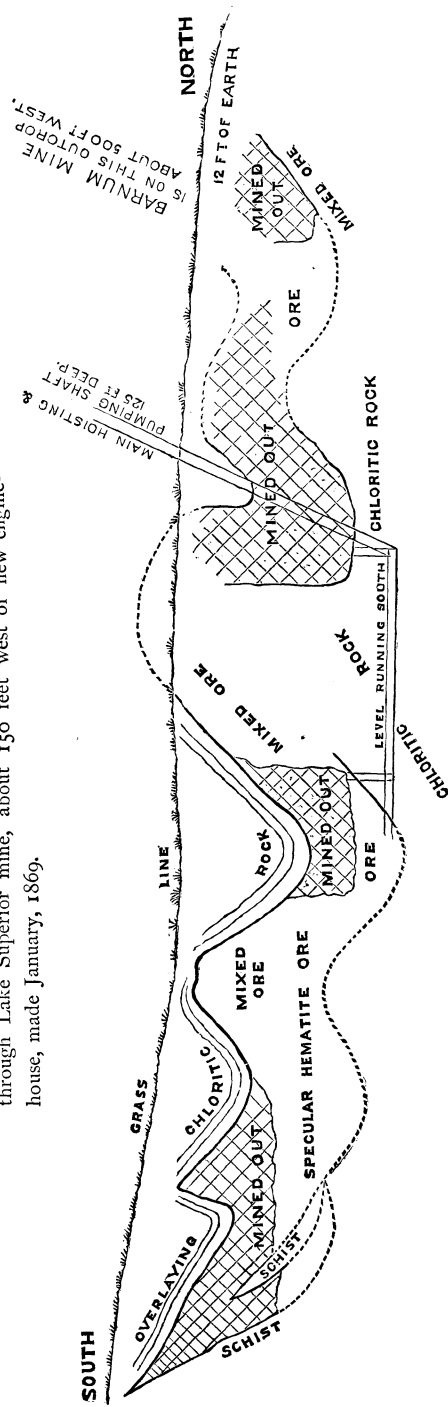 through Lake Superior mine, about 150 feet west of new engine-
house, made January, 1869.
SOUTH
NORTH
GRASS
LINE
12 FT OF EARTH
BARNUM MINE
IS ON THIS OUTCROP
ABOUT 500 FT WEST.
MAIN HOISTING &
PUMPING SHAFT
125 FT DEEP.
OVERLAYING
CHLORITIC
ROCK
MINED OUT
SCHIST
SCHIST
MIXED
ORE
SPECULAR HEMATITE ORE
MINED OUT
ORE
MIXED ORE
CHLORITIC
ROCK
LEVEL RUNNING SOUTH
MINED OUT
CHLORITIC ROCK
ORE
MINED
OUT
MIXED ORE